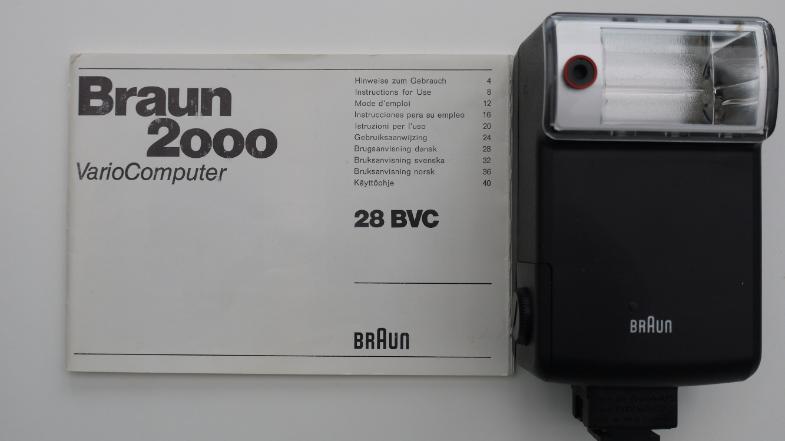 Braun
2000
VarioComputer
Hinweise zum Gebrauch 4
Instructions for Use 8
Mode d'emploi 12
Instrucciones para su empleo 16
Istruzioni per l'uso 20
Gebruiksaanwijzing 24
Brugsanvisning dansk 28
Bruksanvisning svenska 32
Bruksanvisning norsk 36
Käyttöohje 40
28 BVC
BRAUN
BRAUN